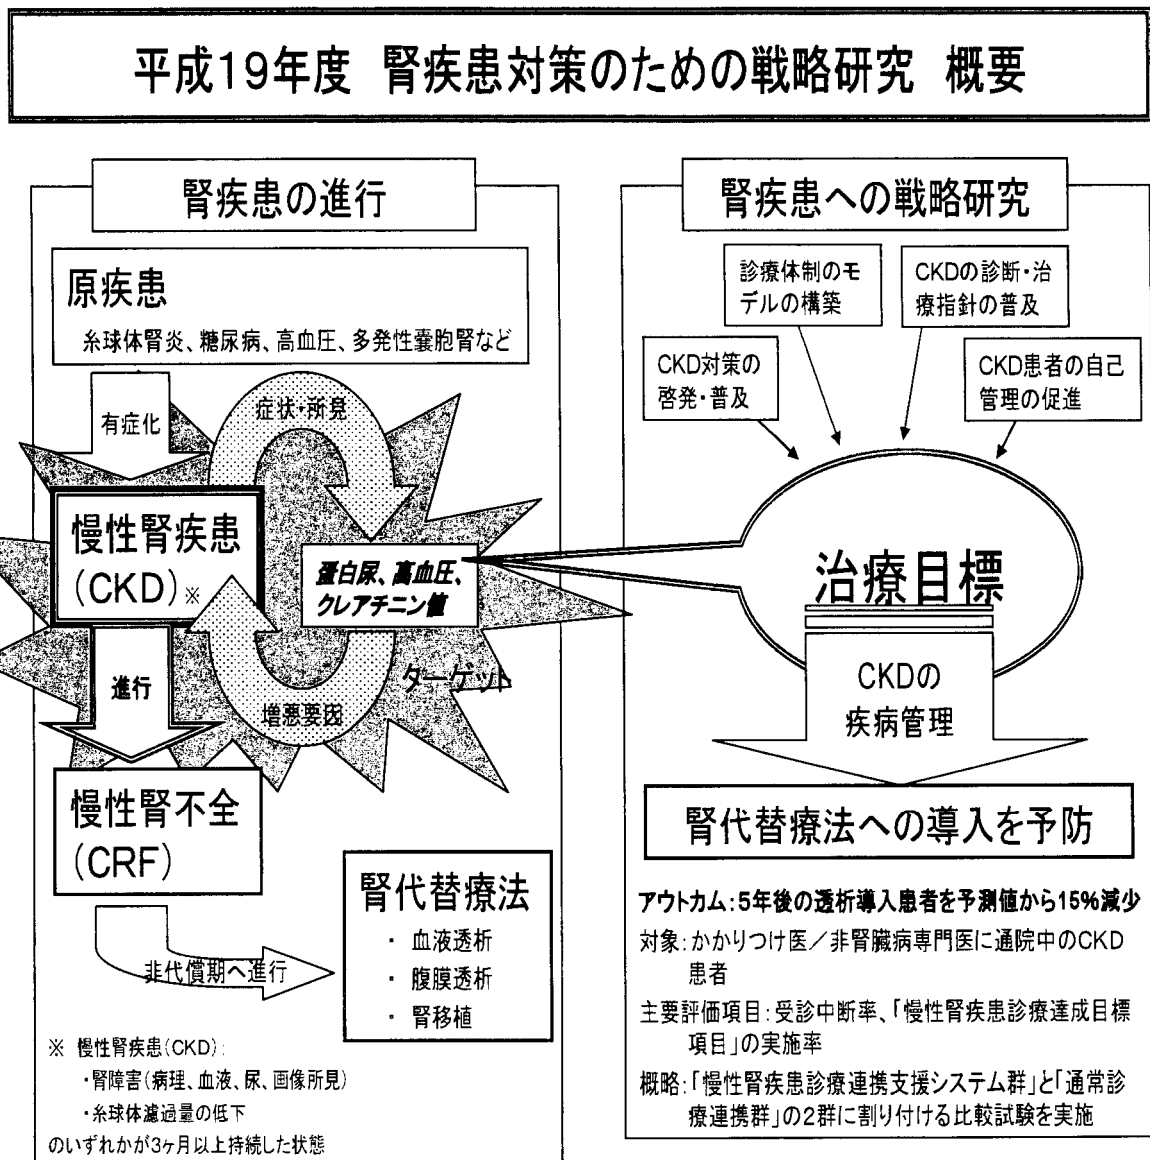 平成19年度 腎疾患対策のための戦略研究 概要
腎疾患の進行
原疾患
糸球体腎炎、糖尿病、高血圧、多発性嚢胞腎など
有症化
症状・所見
慢性腎疾患
(CKD)※
蛋白尿、高血圧、
クレアチニン値
ターゲット
進行
増悪要因
慢性腎不全
(CRF)
非代償期へ進行
腎代替療法
・ 血液透析
・ 腹膜透析
・ 腎移植
※ 慢性腎疾患(CKD):
・腎障害(病理、血液、尿、画像所見)
・糸球体濾過量の低下
のいずれかが3ヶ月以上持続した状態
腎疾患への戦略研究
診療体制のモ
デルの構築
CKDの診断・治
療指針の普及
CKD対策の
啓発・普及
CKD患者の自己
管理の促進
治療目標
CKDの
疾病管理
腎代替療法への導入を予防
アウトカム:5年後の透析導入患者を予測値から15%減少
対象:かかりつけ医/非腎臓病専門医に通院中のCKD
患者
主要評価項目:受診中断率、「慢性腎疾患診療達成目標
項目」の実施率
概略:「慢性腎疾患診療連携支援システム群」と「通常診
療連携群」の2群に割り付ける比較試験を実施